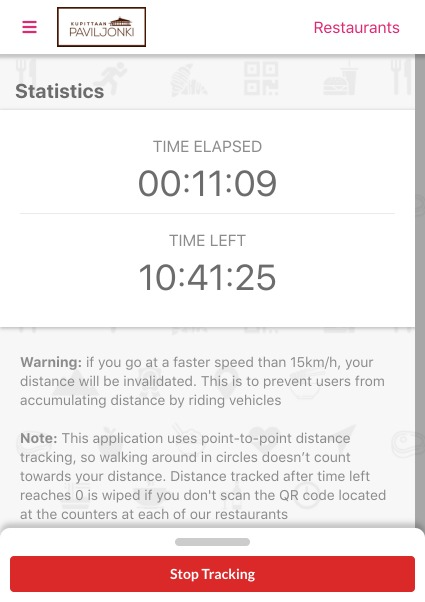 KUPITTAAN
PAVILJONKI
Restaurants
Statistics
TIME ELAPSED
00:11:09
TIME LEFT
10:41:25
Warning: if you go at a faster speed than 15km/h, your
distance will be invalidated. This is to prevent users from
accumulating distance by riding vehicles
Note: This application uses point-to-point distance
tracking, so walking around in circles doesn’t count
towards your distance. Distance tracked after time left
reaches 0 is wiped if you don't scan the QR code located
at the counters at each of our restaurants
Stop Tracking